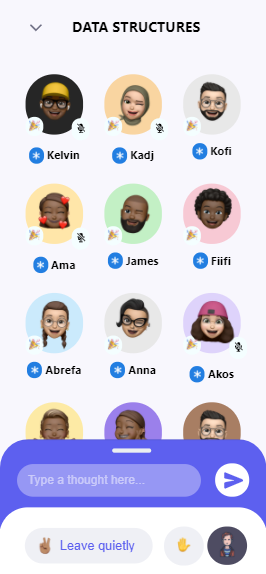 DATA STRUCTURES
Kelvin
Kadj
Kofi
Ama
James
Fiifi
Abrefa
Anna
Akos
Type a thought here...
Leave quietly